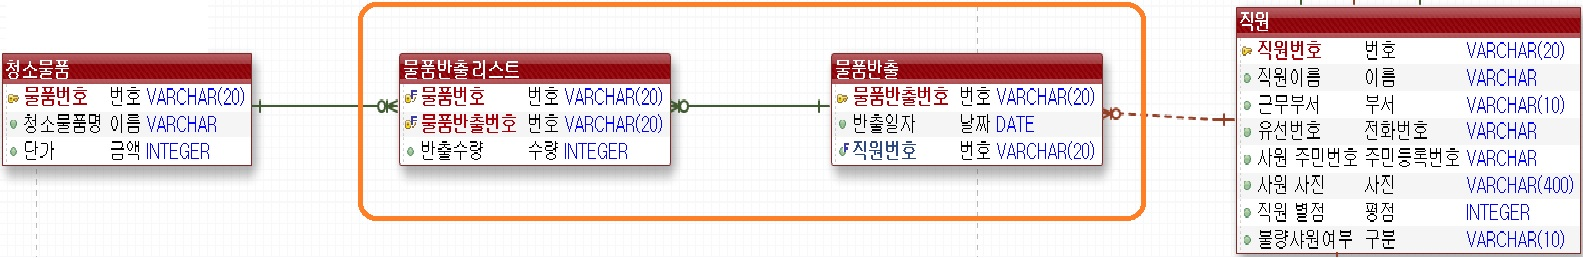 청소물품
물품번호 번호 VARCHAR(20)
청소물품명 이름 VARCHAR
단가 금액 INTEGER
물품반출리스트
물품번호 번호 VARCHAR(20)
물품반출번호 번호 VARCHAR(20)
반출수량 수량 INTEGER
물품반출
물품반출번호 번호 VARCHAR(20)
반출일자 날짜 DATE
직원번호 번호 VARCHAR(20)
직원
직원번호 번호 VARCHAR(20)
직원이름 이름 VARCHAR
근무부서 부서 VARCHAR(10)
유선번호 전화번호 VARCHAR
사원 주민번호 주민등록번호 VARCHAR
사원 사진 사진 VARCHAR(400)
직원 별점 평점 INTEGER
불량사원여부 구분 VARCHAR(10)